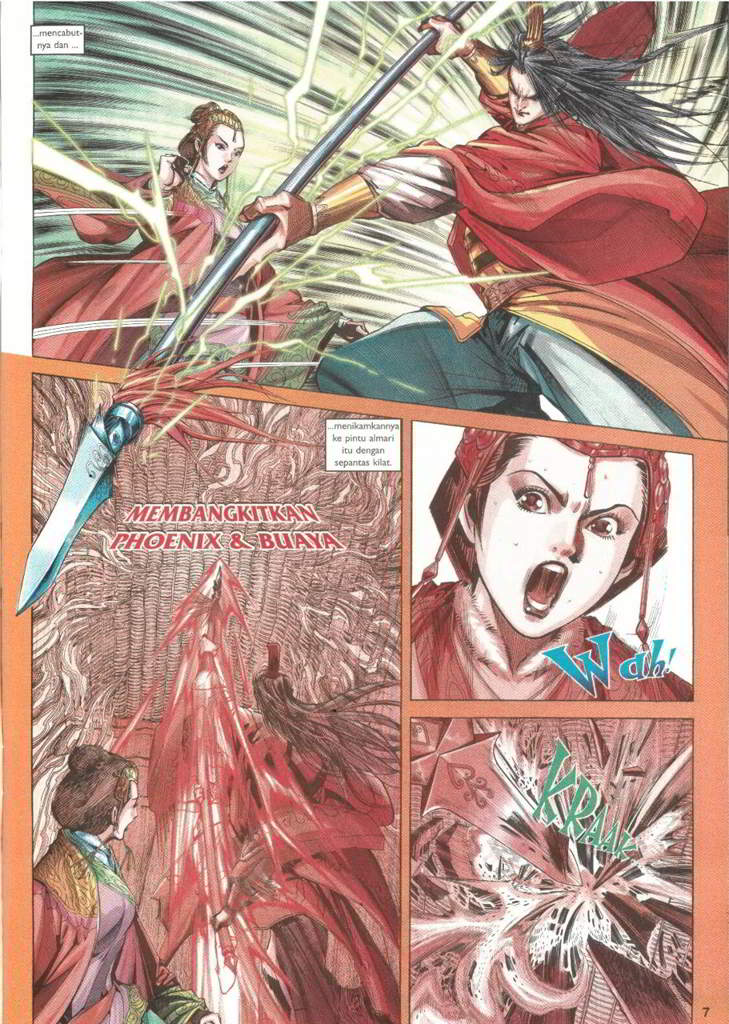 ...mencabut-
nya dan ...
...menikamkannya
ke pintu almari
itu dengan
sepantas kilat.
MEMBANGKITKAN
PHOENIX & BUAYA
Wah!
KRAAK
7